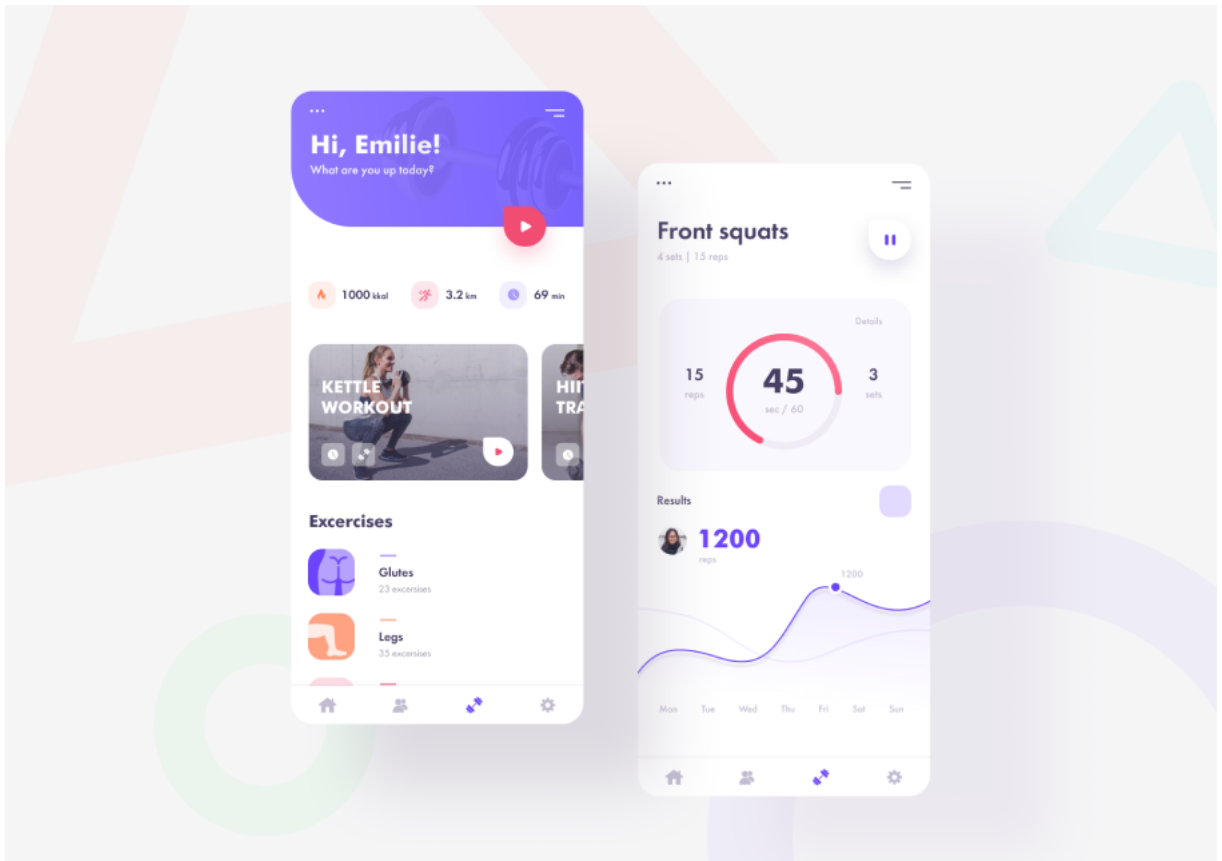 Hi, Emilie!
What are you up today?
1000 kkal
3.2 km
69 min
KETTLE
WORKOUT
HIIT
TRA
Excercises
Glutes
23 excersises
Legs
35 excersises
Front squats
4 sets | 15 reps
Details
15
reps
45
sec / 60
3
sets
Results
1200
reps
1200
Mon Tue Wed Thu Fri Sat Sun